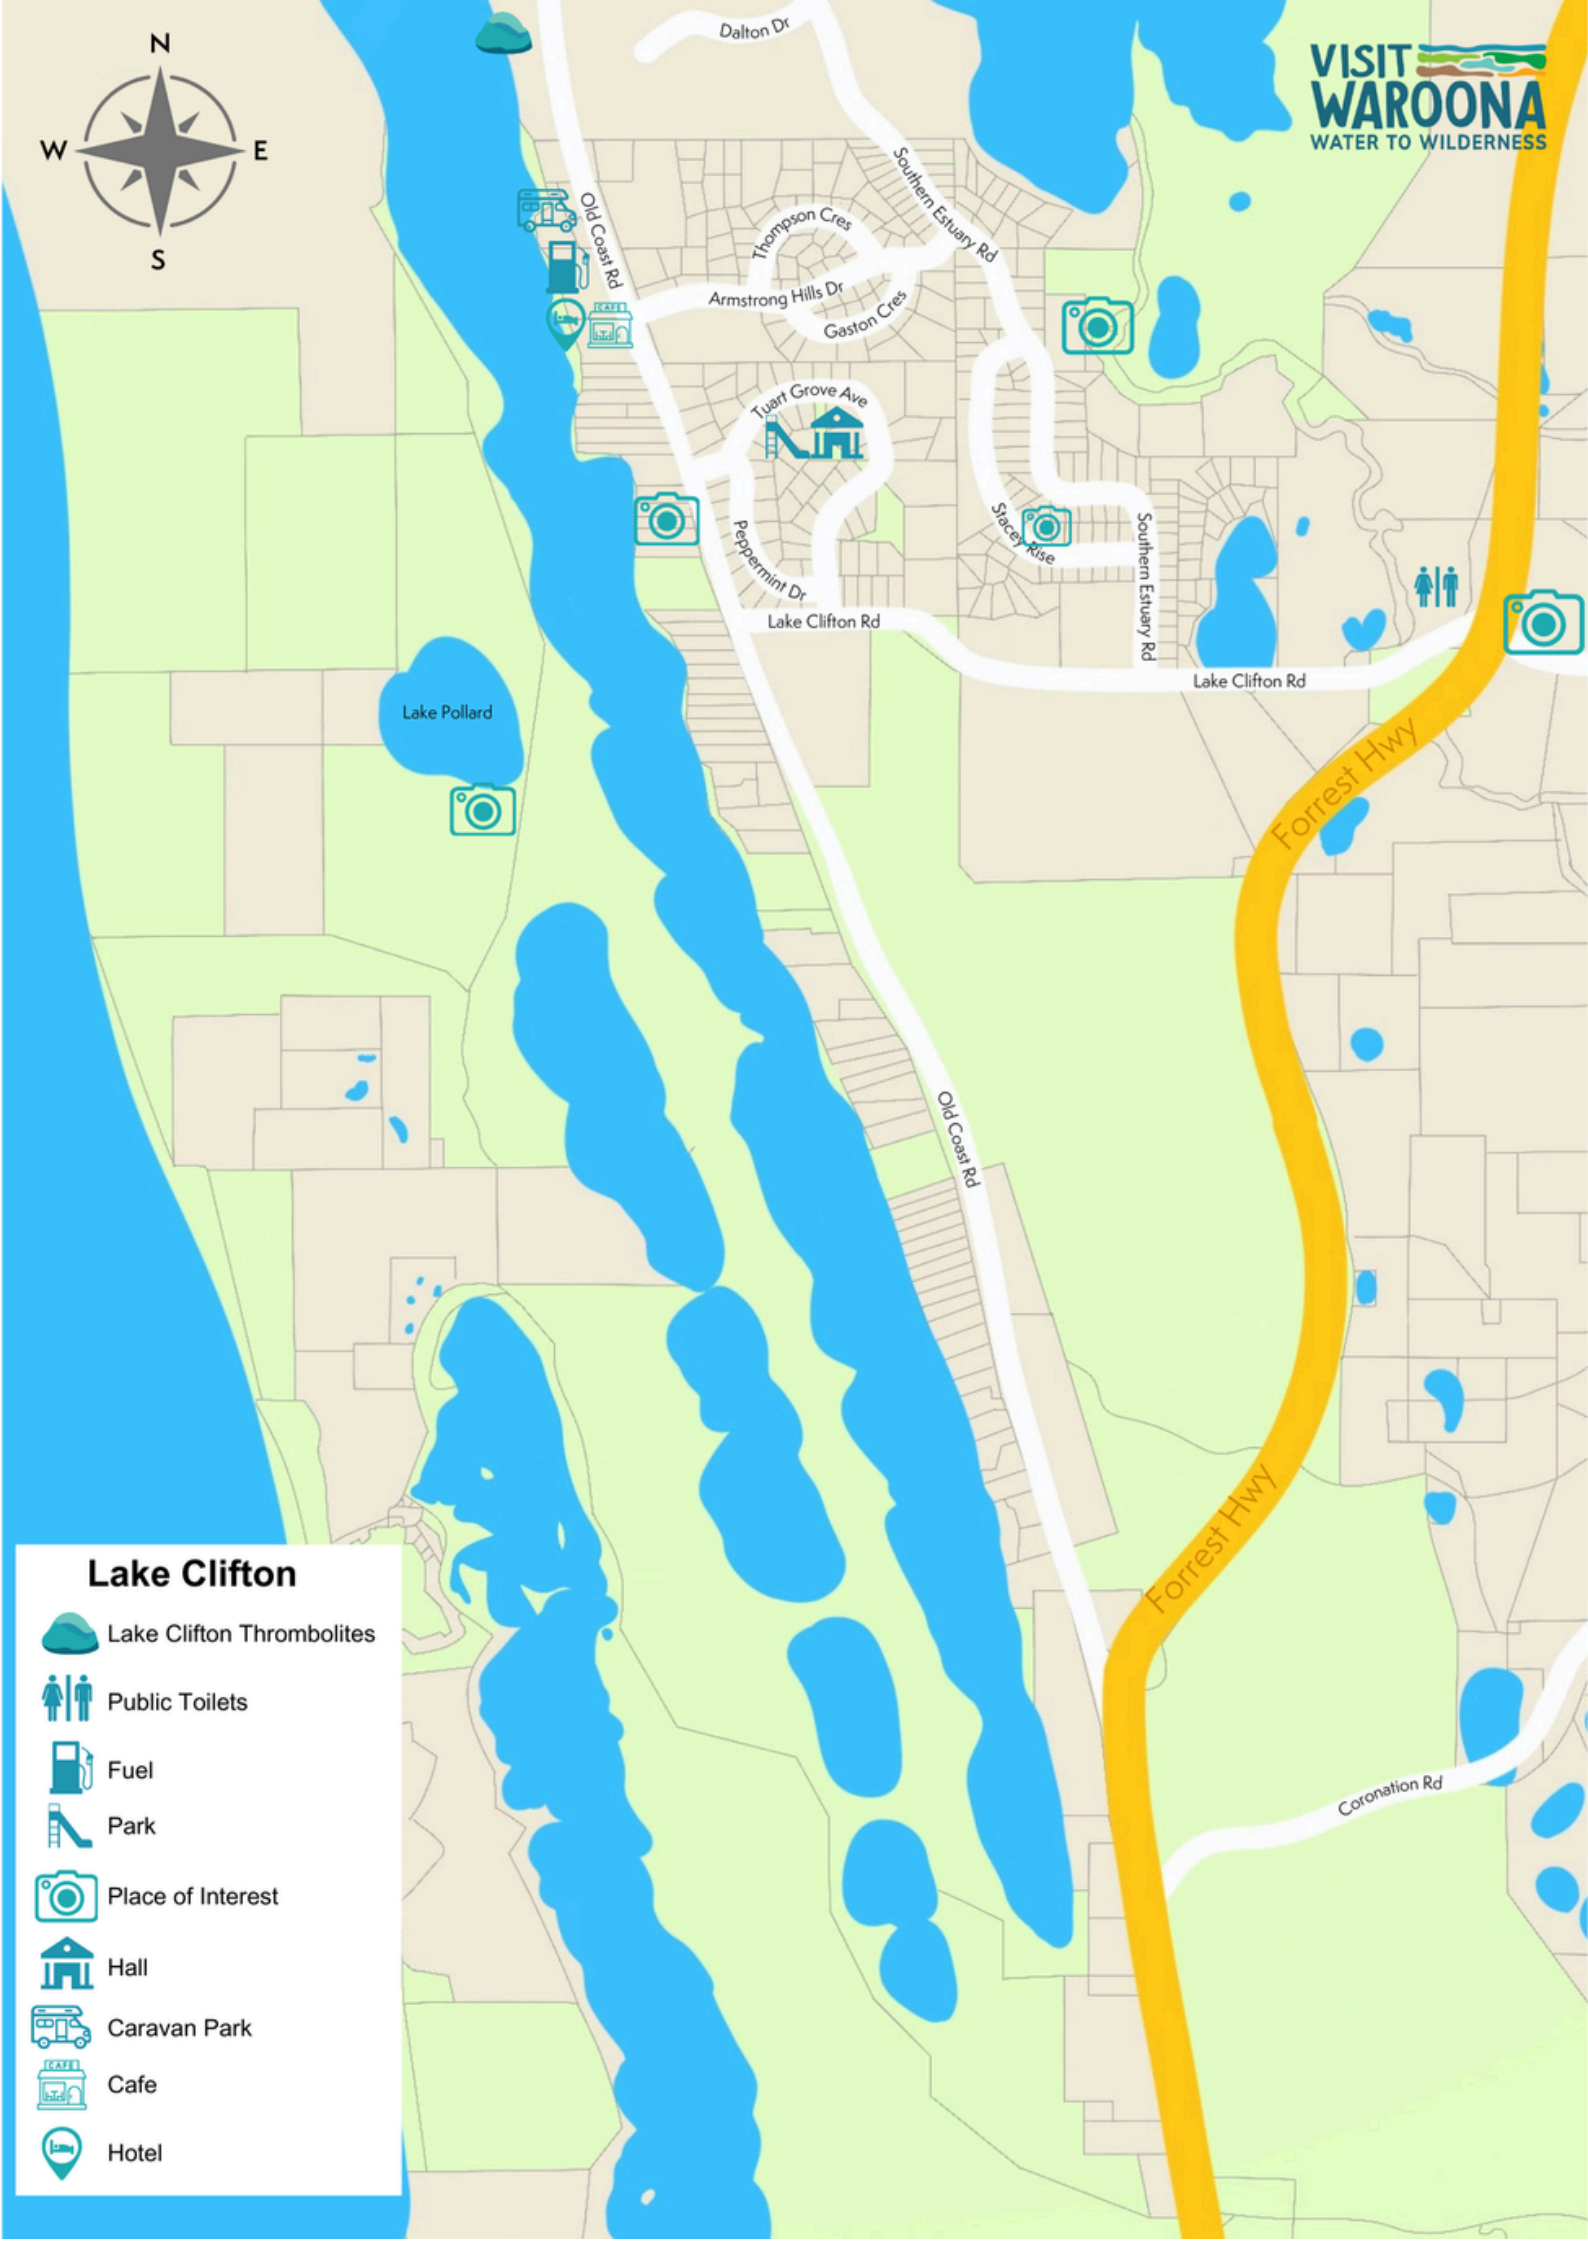 N
W
E
S
VISIT
WAROONA
WATER TO WILDERNESS
Dalton Dr
Southern Estuary Rd
Old Coast Rd
Thompson Cres
Armstrong Hills Dr
Gaston Cres
CAFE
Tuart Grove Ave
Peppermint Dr
Stacey Rise
Southern Estuary Rd
Lake Clifton Rd
Lake Clifton Rd
Lake Pollard
Forrest Hwy
Old Coast Rd
Forrest Hwy
Coronation Rd
Lake Clifton
Lake Clifton Thrombolites
Public Toilets
Fuel
Park
Place of Interest
Hall
Caravan Park
CAFE
Cafe
Hotel